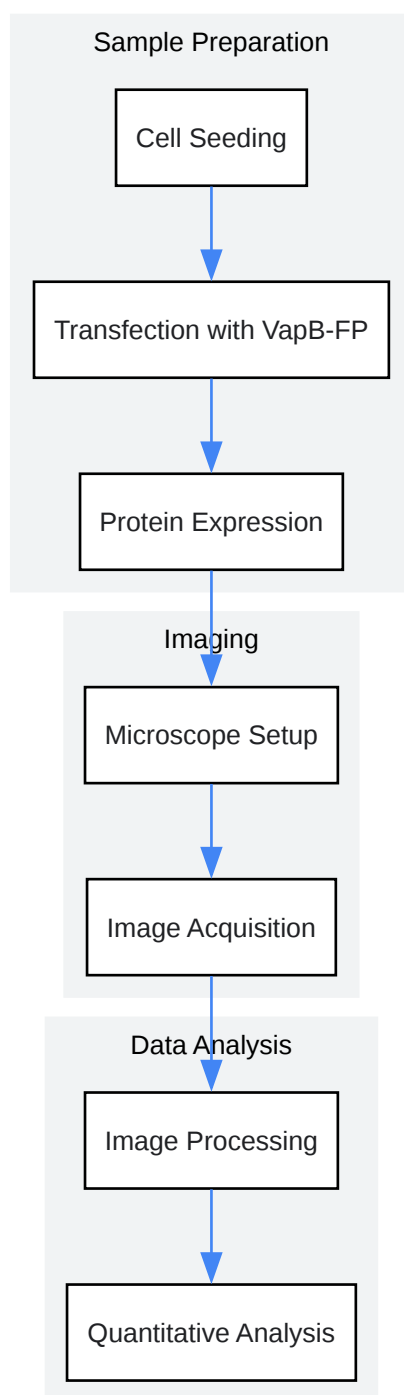 Sample Preparation
Cell Seeding
Transfection with VapB-FP
Protein Expression
Imaging
Microscope Setup
Image Acquisition
Data Analysis
Image Processing
Quantitative Analysis